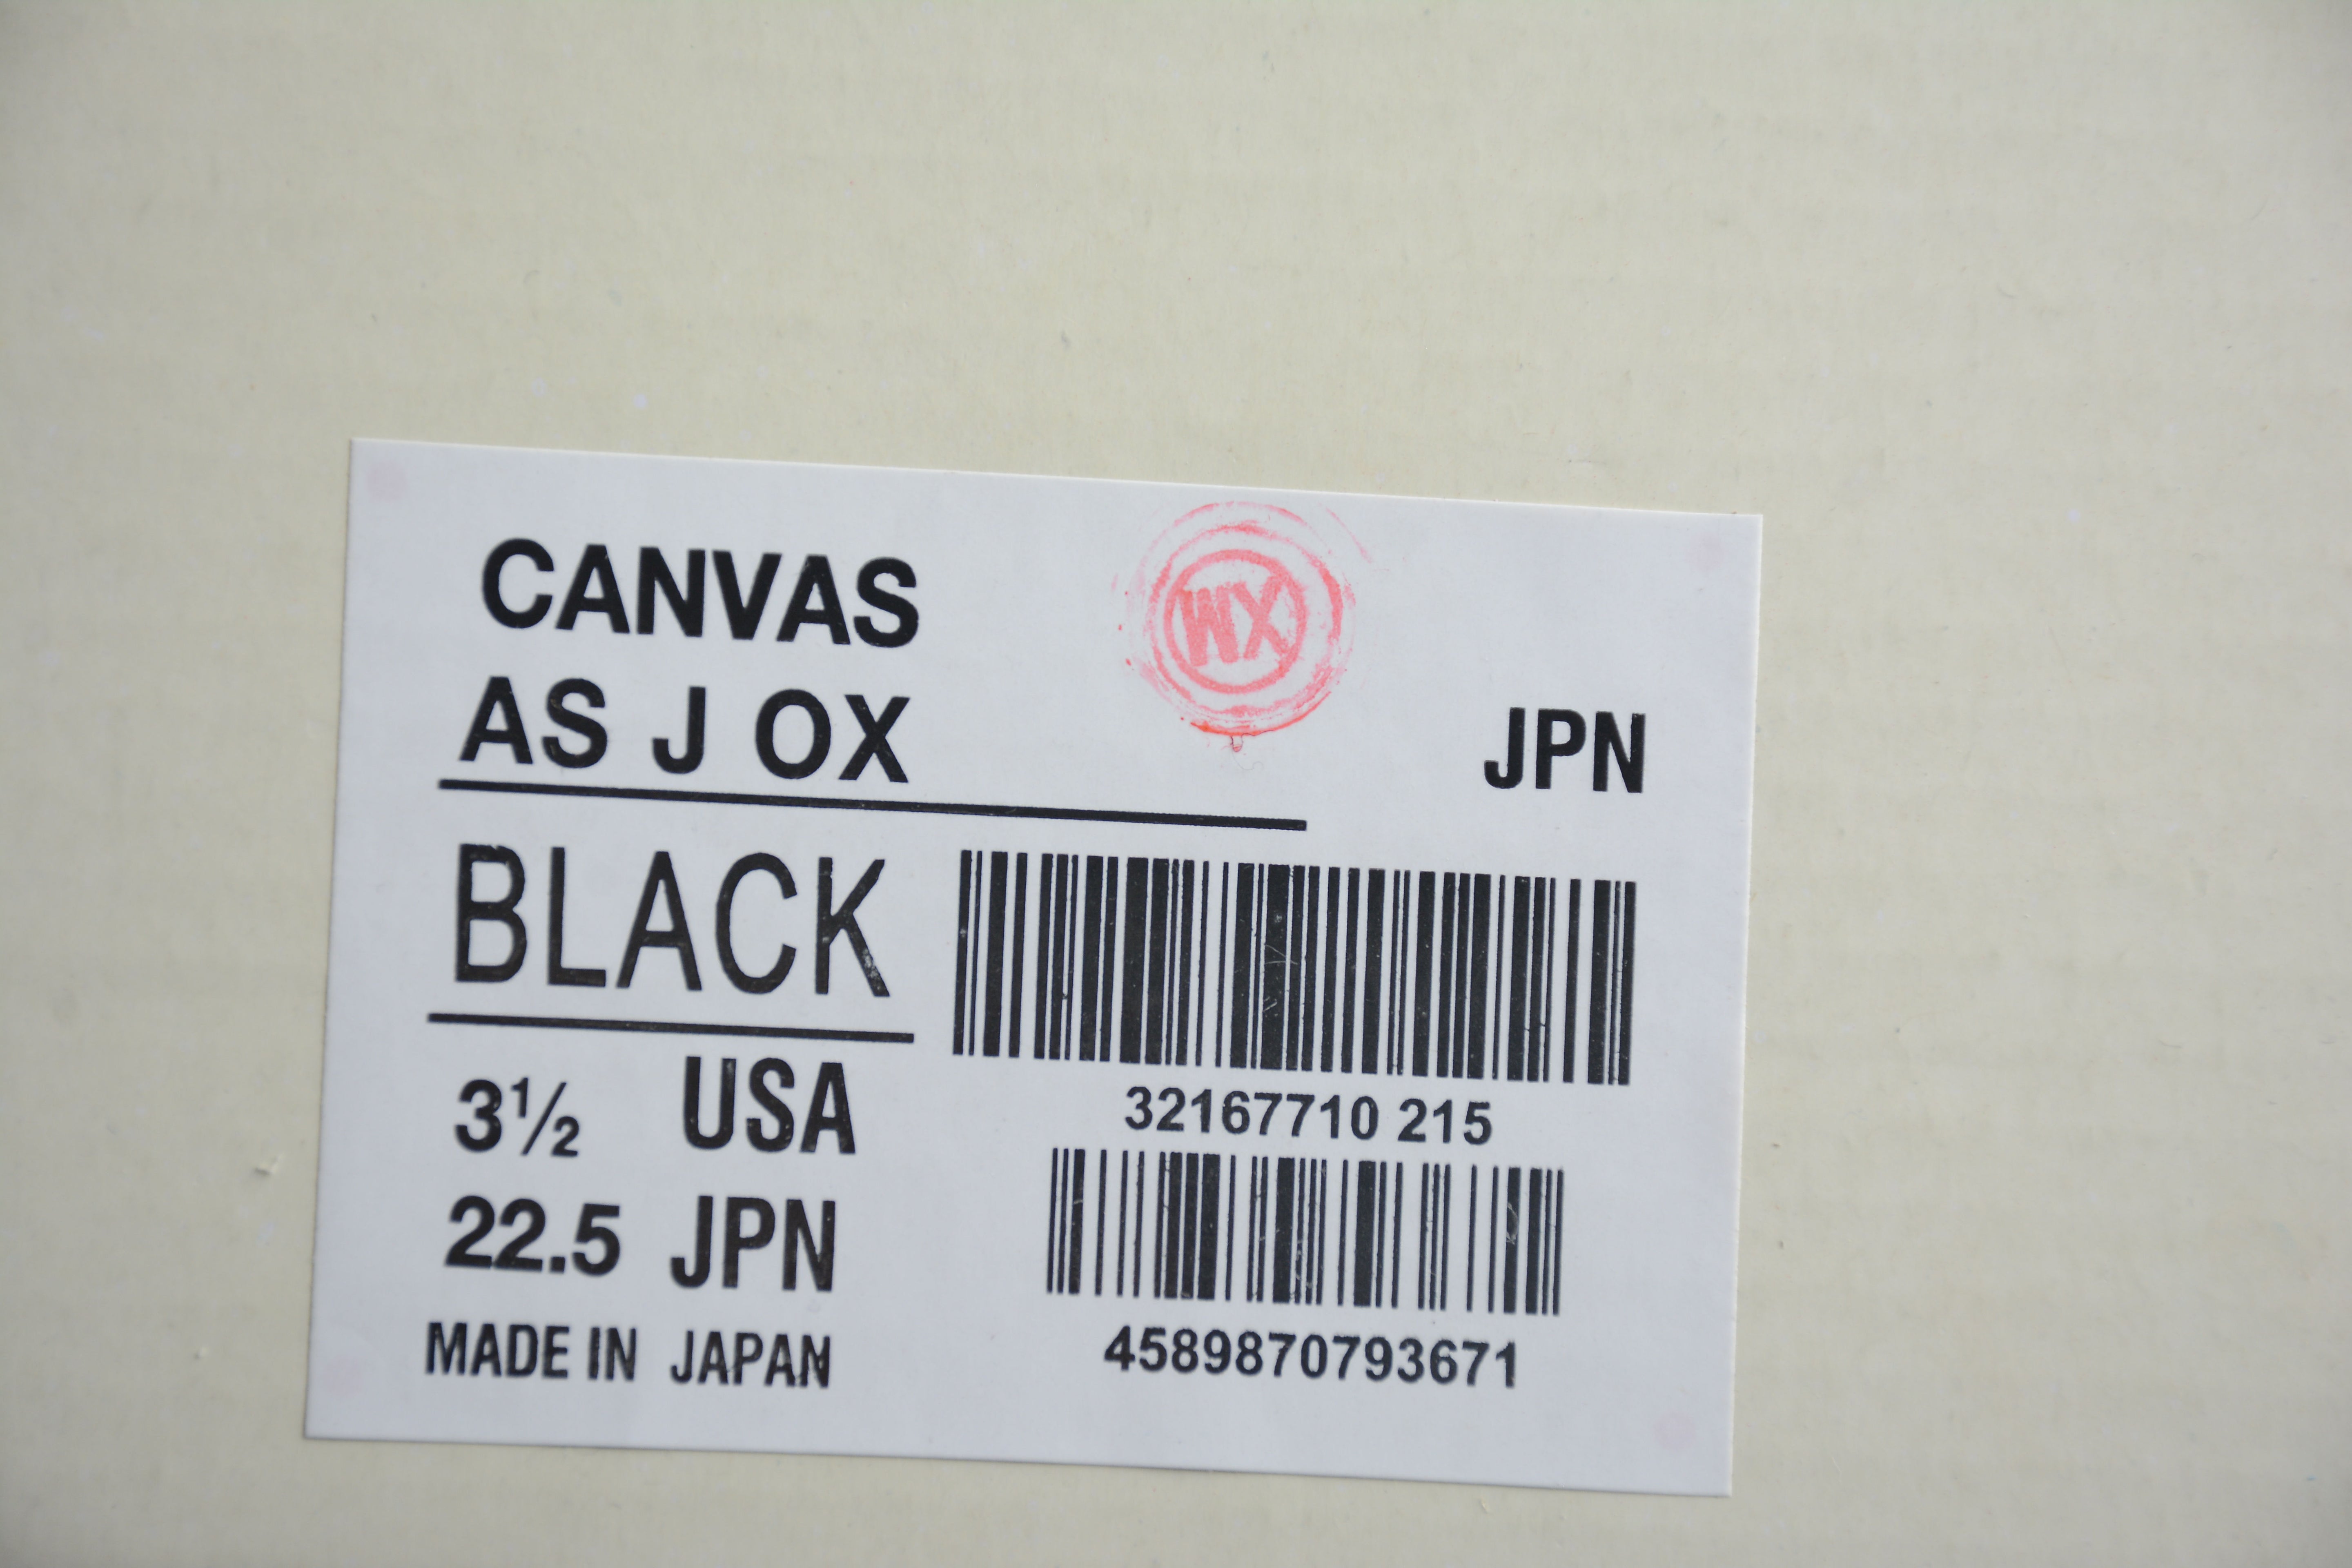 CANVAS
AS J OX
WX
JPN
BLACK
32167710 215
3½ USA
22.5 JPN
4589870793671
MADE IN JAPAN